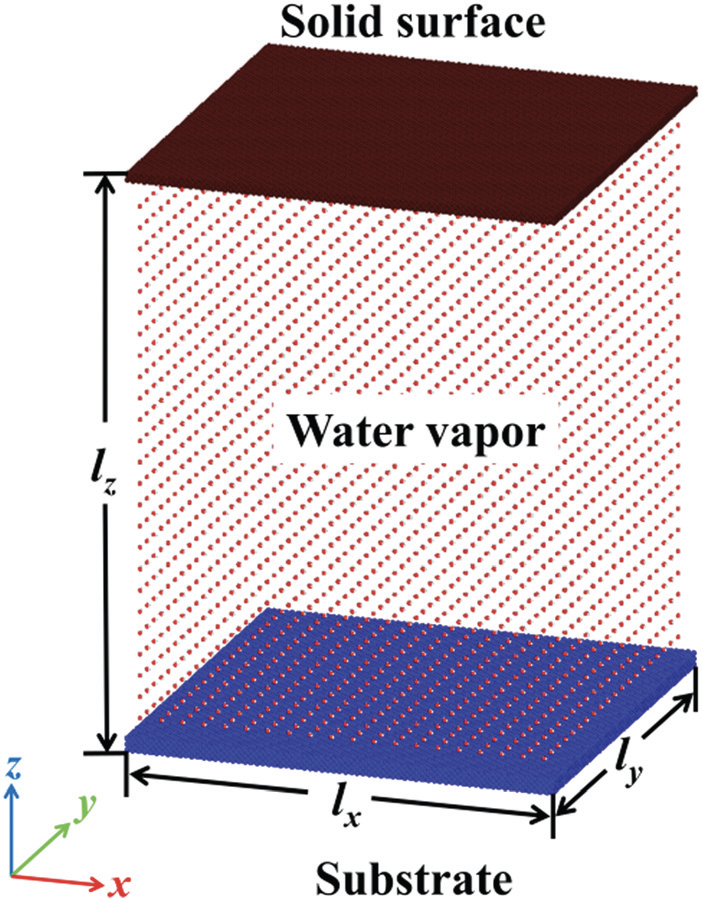 Solid surface
Water vapor
l_z
l_y
l_x
z
y
x
Substrate